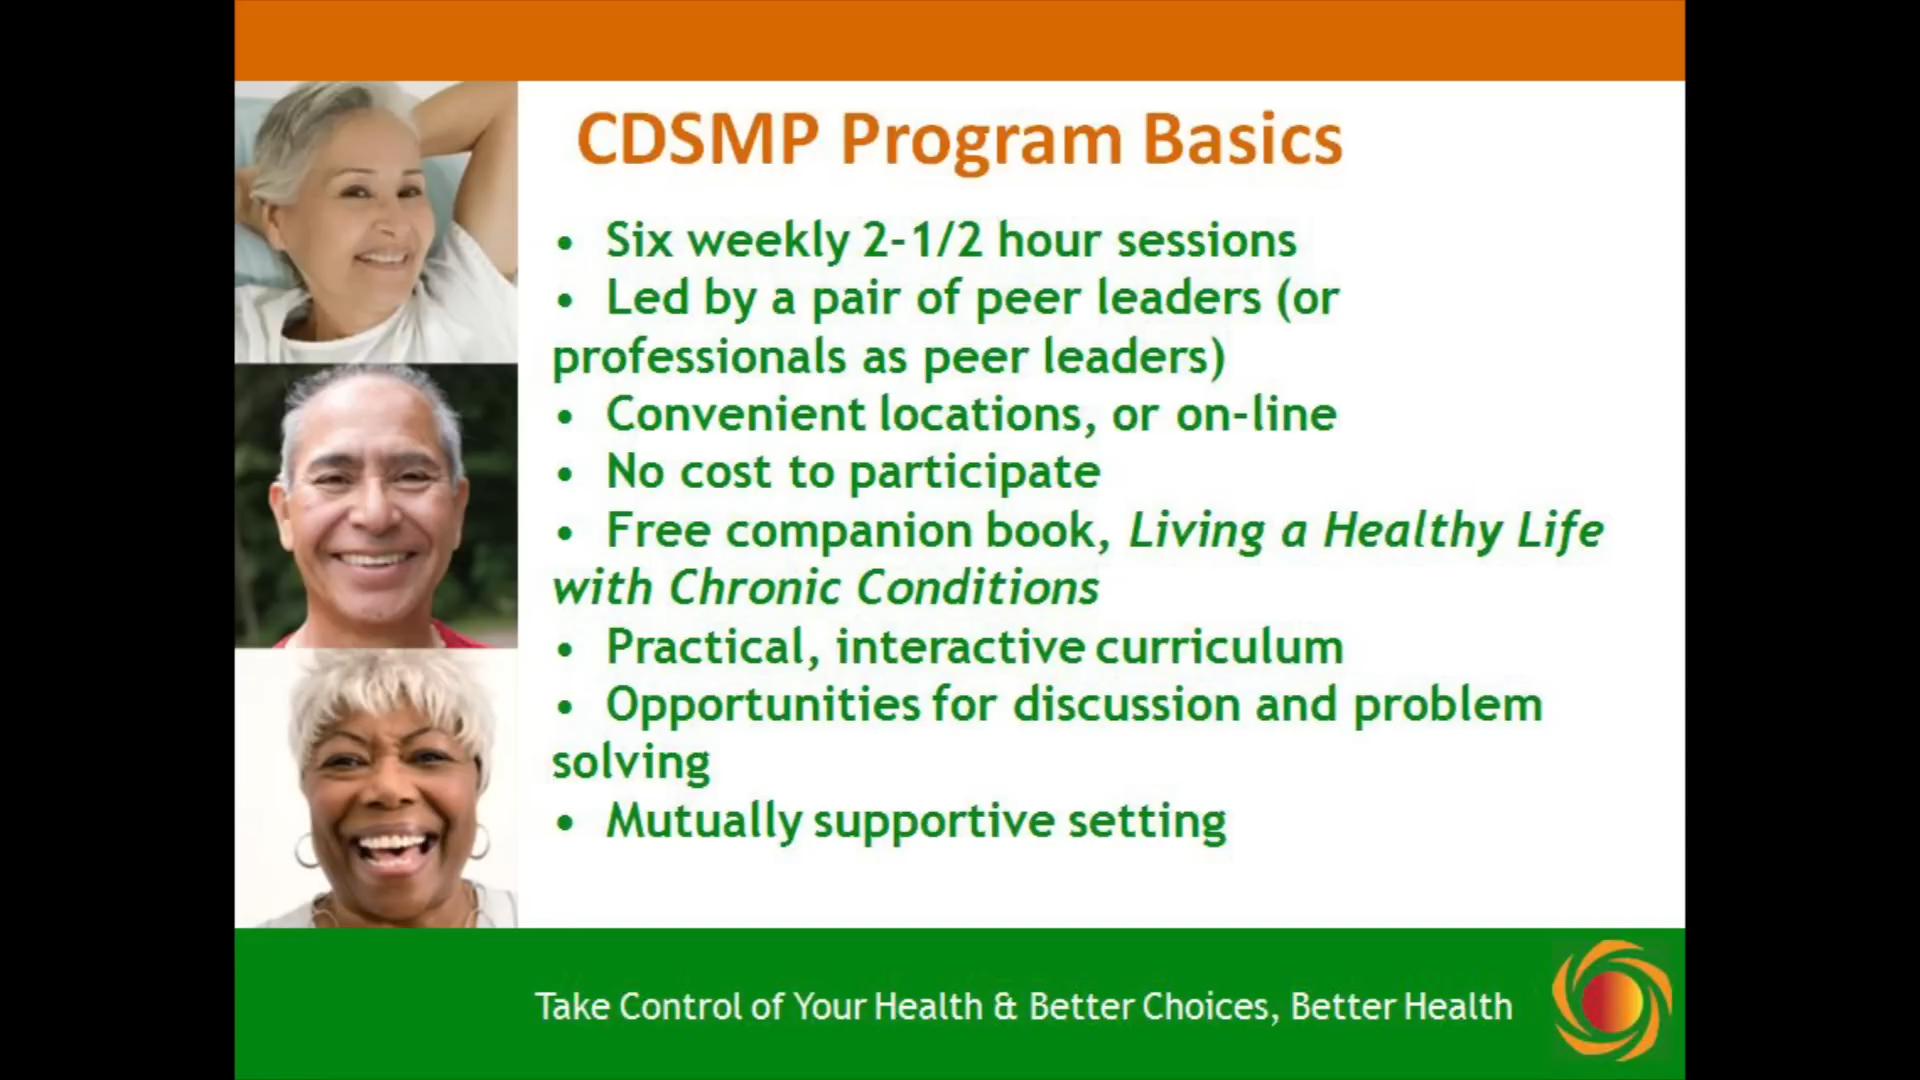 CDSMP Program Basics
• Six weekly 2-1/2 hour sessions
• Led by a pair of peer leaders (or
professionals as peer leaders)
• Convenient locations, or on-line
• No cost to participate
• Free companion book, Living a Healthy Life
with Chronic Conditions
• Practical, interactive curriculum
• Opportunities for discussion and problem
solving
• Mutually supportive setting
Take Control of Your Health & Better Choices, Better Health